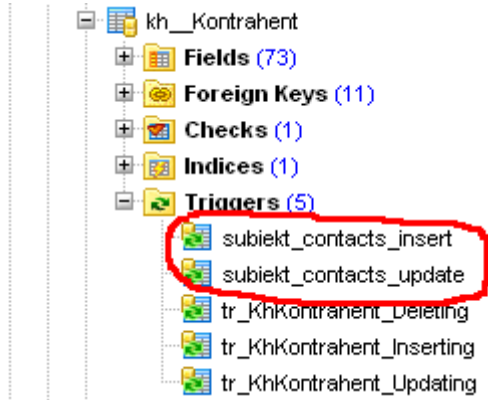 kh__Kontrahent
Fields (73)
Foreign Keys (11)
Checks (1)
Indices (1)
Triggers (5)
subiekt_contacts_insert
subiekt_contacts_update
tr_KhKontrahent_Deleting
tr_KhKontrahent_Inserting
tr_KhKontrahent_Updating